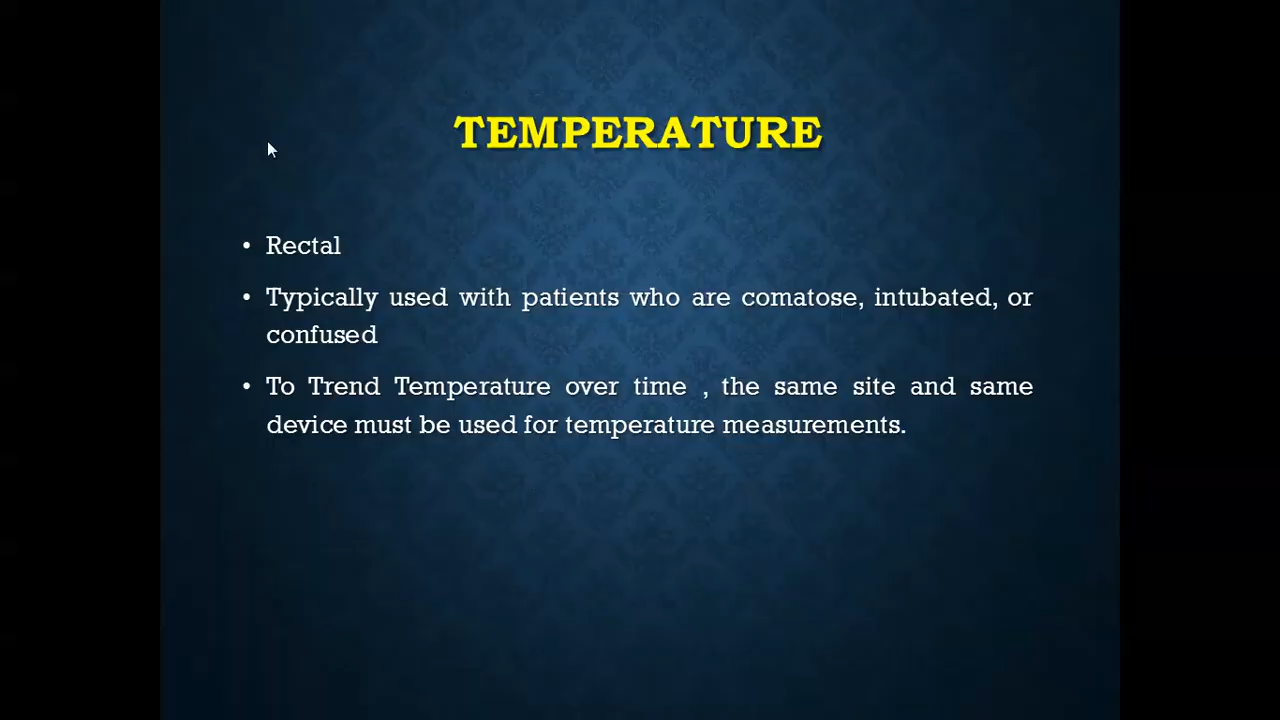 TEMPERATURE
• Rectal
• Typically used with patients who are comatose, intubated, or
confused
• To Trend Temperature over time , the same site and same
device must be used for temperature measurements.